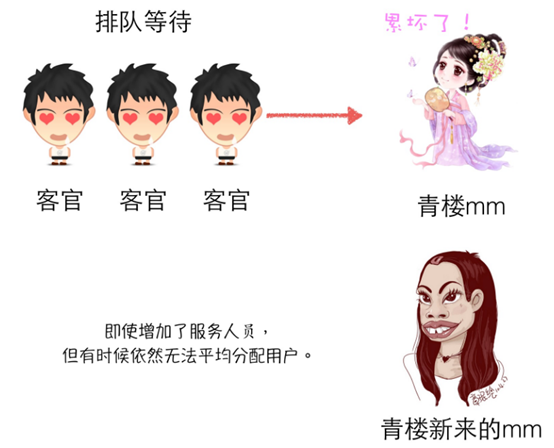 排队等待
累坏了！
客官
客官
客官
青楼mm
即使增加了服务人员，
但有时候依然无法平均分配用户。
青楼新来的mm